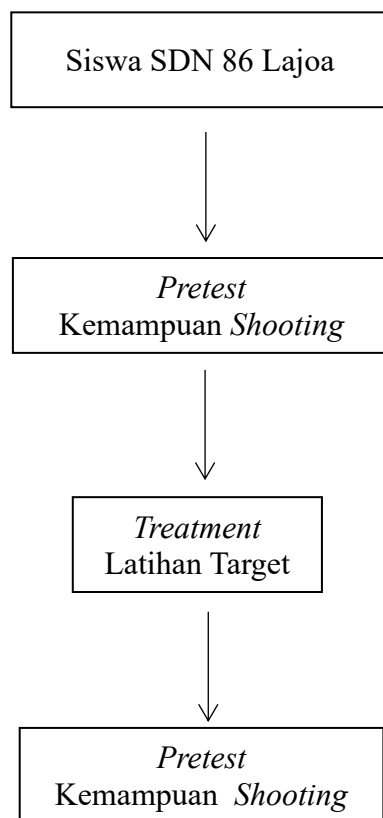 Siswa SDN 86 Lajoa
Pretest
Kemampuan Shooting
Treatment
Latihan Target
Pretest
Kemampuan Shooting